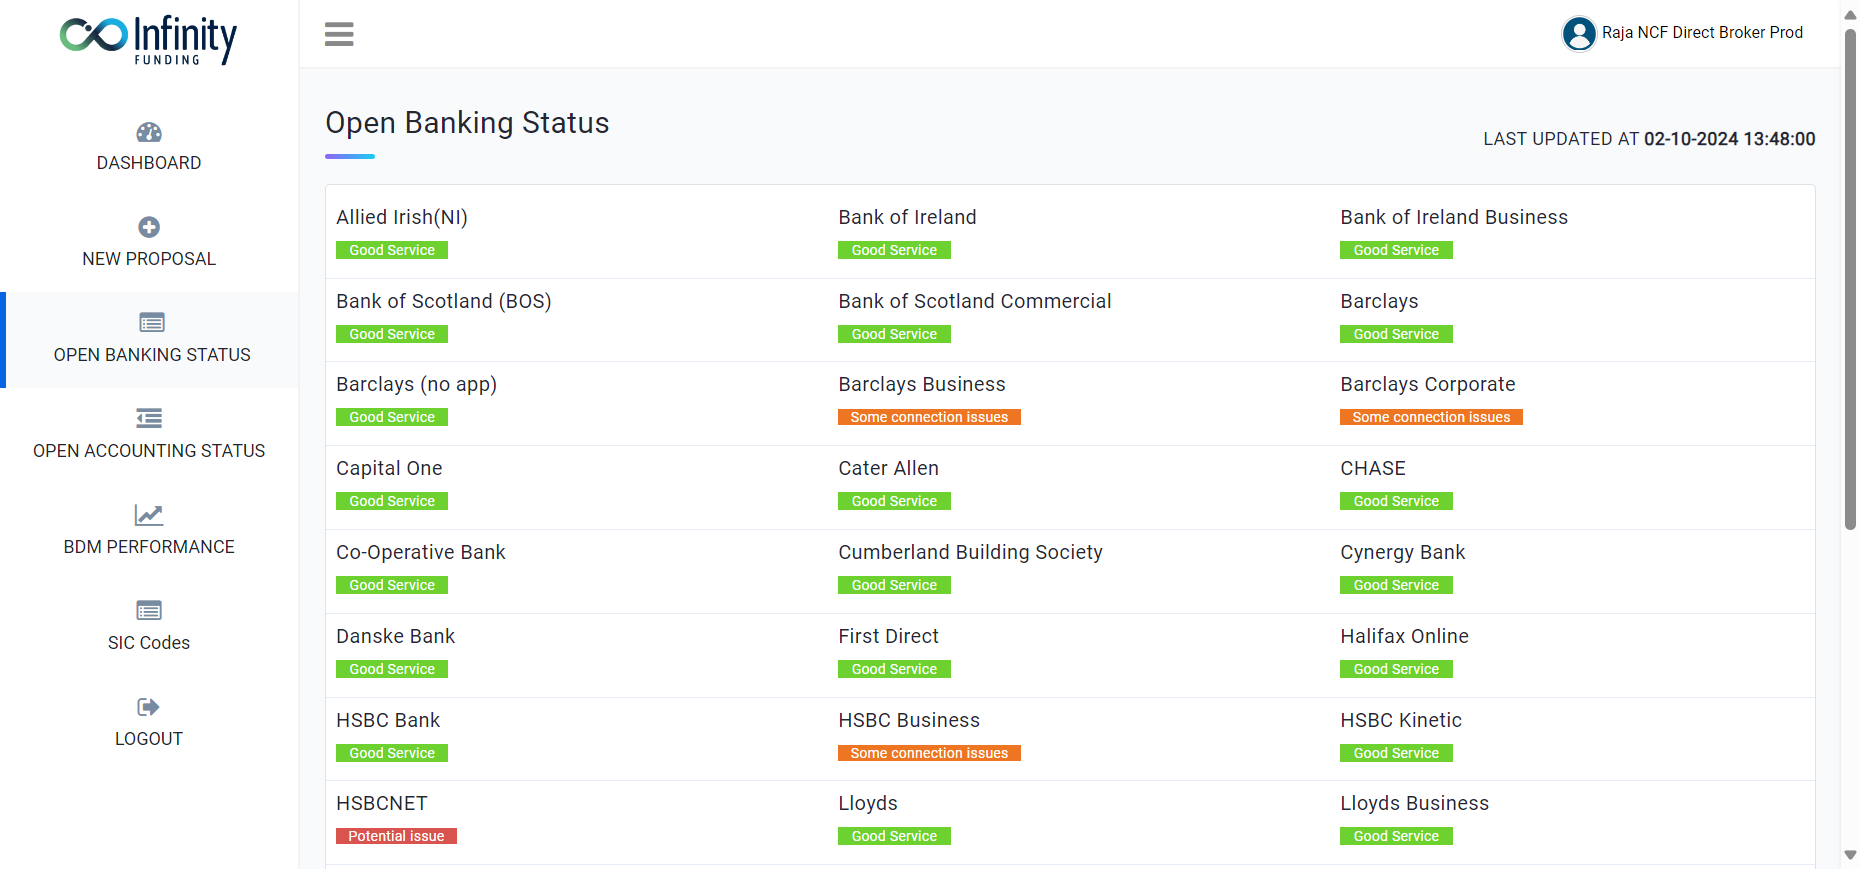 Infinity
FUNDING
Raja NCF Direct Broker Prod
DASHBOARD
NEW PROPOSAL
OPEN BANKING STATUS
OPEN ACCOUNTING STATUS
BDM PERFORMANCE
SIC Codes
LOGOUT
Open Banking Status
LAST UPDATED AT 02-10-2024 13:48:00
Allied Irish(NI) Bank of Ireland Bank of Ireland Business
Good Service Good Service Good Service
Bank of Scotland (BOS) Bank of Scotland Commercial Barclays
Good Service Good Service Good Service
Barclays (no app) Barclays Business Barclays Corporate
Good Service Some connection issues Some connection issues
Capital One Cater Allen CHASE
Good Service Good Service Good Service
Co-Operative Bank Cumberland Building Society Cynergy Bank
Good Service Good Service Good Service
Danske Bank First Direct Halifax Online
Good Service Good Service Good Service
HSBC Bank HSBC Business HSBC Kinetic
Good Service Some connection issues Good Service
HSBCNET Lloyds Lloyds Business
Potential issue Good Service Good Service